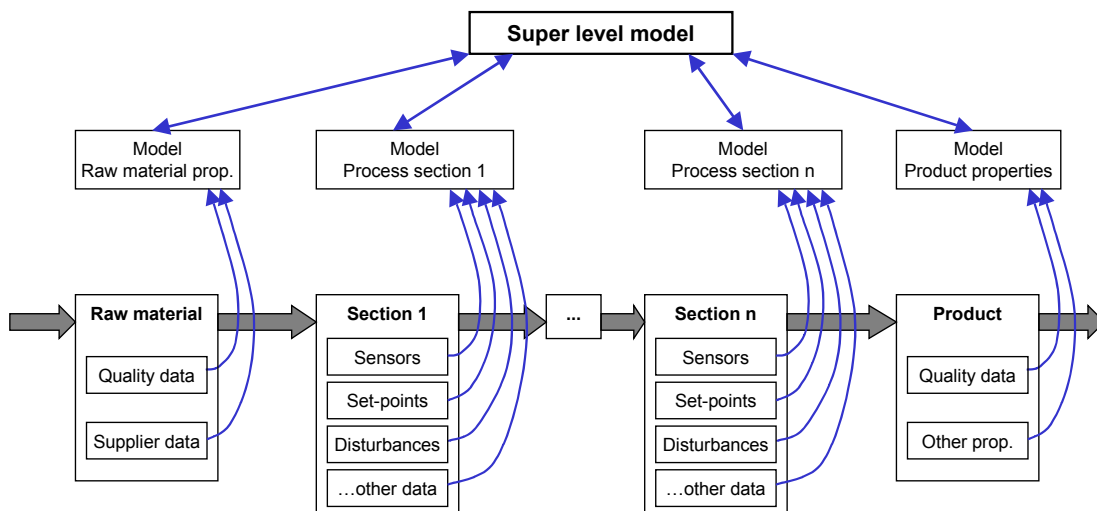 Super level model
Model
Raw material prop.
Model
Process section 1
Model
Process section n
Model
Product properties
Raw material
Quality data
Supplier data
Section 1
Sensors
Set-points
Disturbances
…other data
...
Section n
Sensors
Set-points
Disturbances
…other data
Product
Quality data
Other prop.